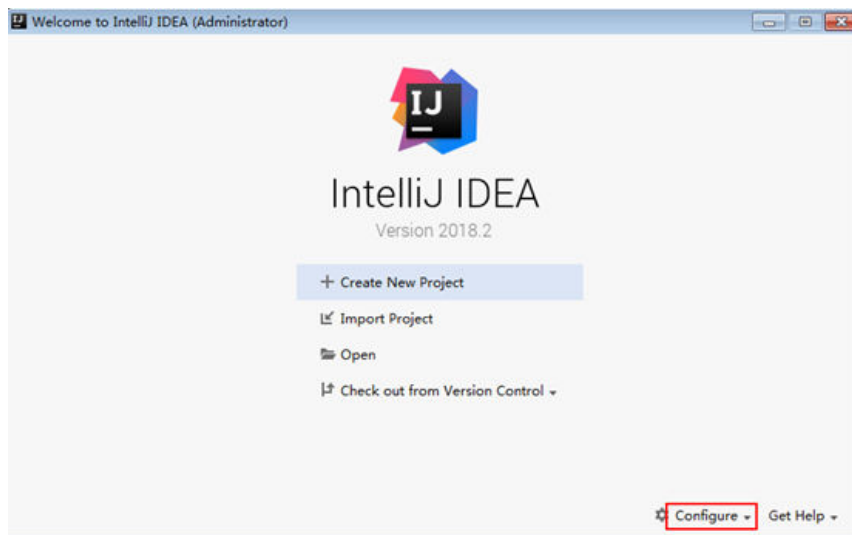 Welcome to IntelliJ IDEA (Administrator)
IJ
IntelliJ IDEA
Version 2018.2
Create New Project
Import Project
Open
Check out from Version Control
Configure Get Help